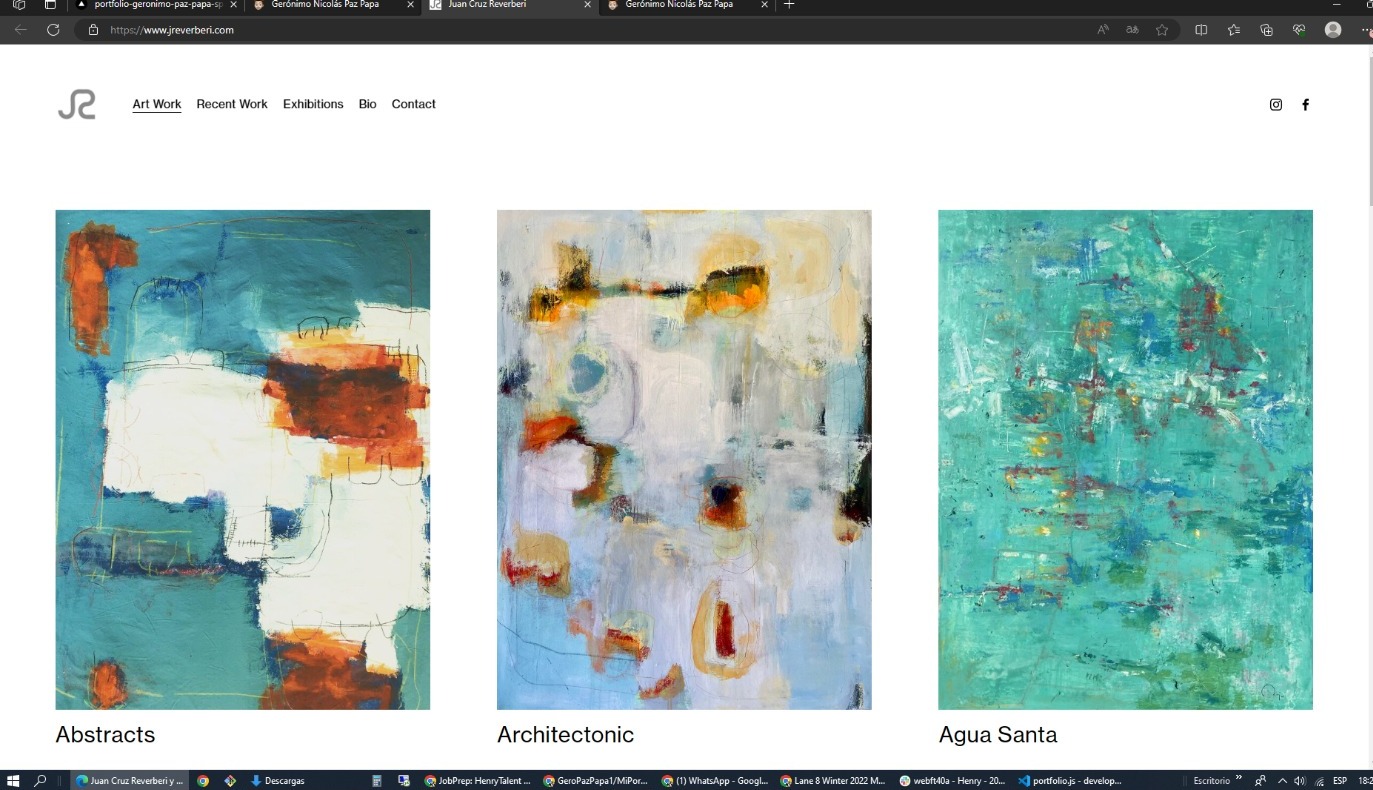 portfolio-geronimo-paz-papa-sp
Gerónimo Nicolás Paz Papa
Juan Cruz Reverberi
Gerónimo Nicolás Paz Papa
https://www.jreverberi.com
Art Work Recent Work Exhibitions Bio Contact
Abstracts Architectonic Agua Santa
Juan Cruz Reverberi y ... Descargas JobPrep: HenryTalent ... GeroPazPapa1/MiPor... (1) WhatsApp - Googl... Lane 8 Winter 2022 M... webft40a - Henry - 20... portfolio.js - develop... Escritorio » ESP 18:2